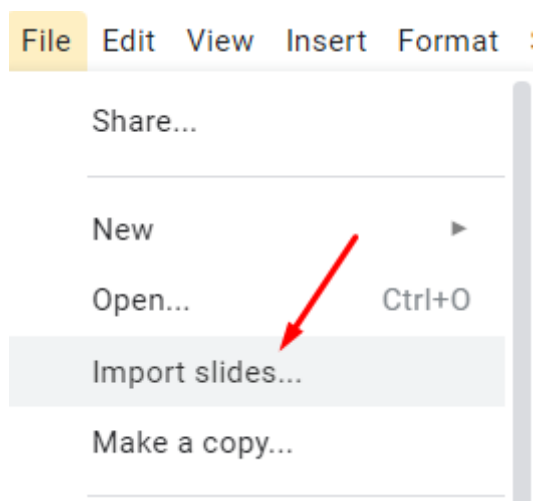 File Edit View Insert Format
Share...
New
Open... Ctrl+O
Import slides...
Make a copy...